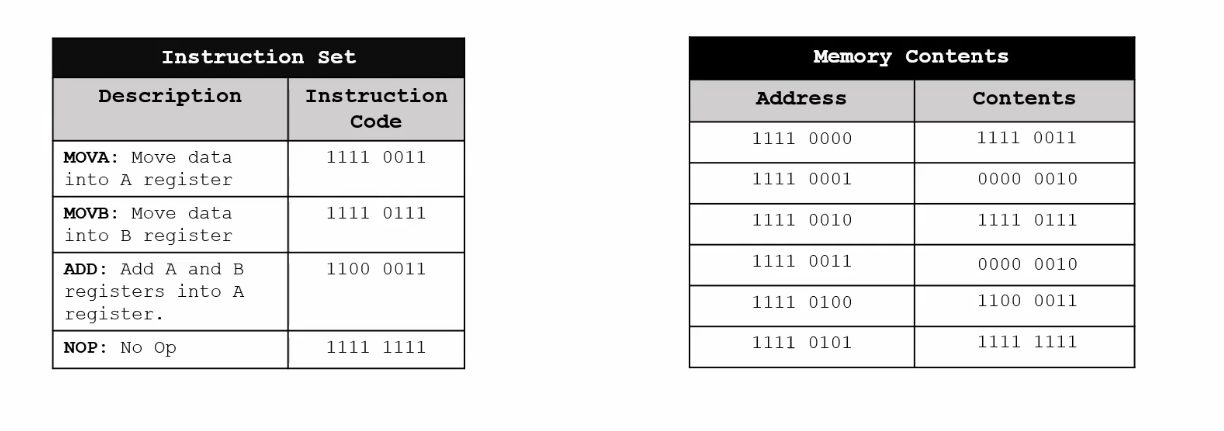 Instruction Set
Description
Instruction
Code
MOVA: Move data
into A register
1111 0011
MOVB: Move data
into B register
1111 0111
ADD: Add A and B
registers into A
register.
1100 0011
NOP: No Op
1111 1111
Memory Contents
Address
Contents
1111 0000
1111 0011
1111 0001
0000 0010
1111 0010
1111 0111
1111 0011
0000 0010
1111 0100
1100 0011
1111 0101
1111 1111